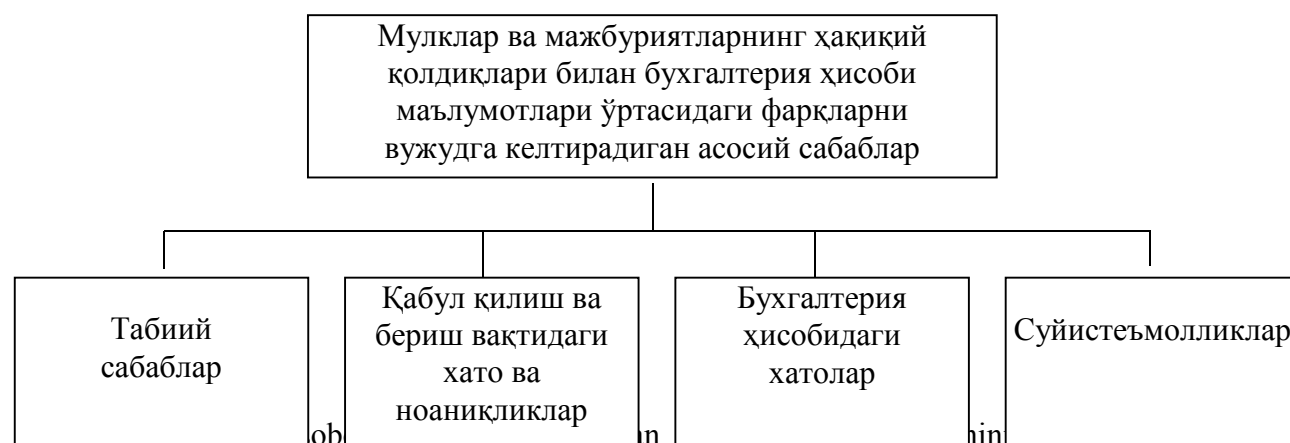 Мулклар ва мажбуриятларнинг ҳақиқий
қолдиқлари билан бухгалтерия ҳисоби
маълумотлари ўртасидаги фарқларни
вужудга келтирадиган асосий сабаблар
Табиий
сабаблар
Қабул қилиш ва
бериш вақтидаги
хато ва
ноаниқликлар
Бухгалтерия
ҳисобидаги
хатолар
Суйистеъмолликлар